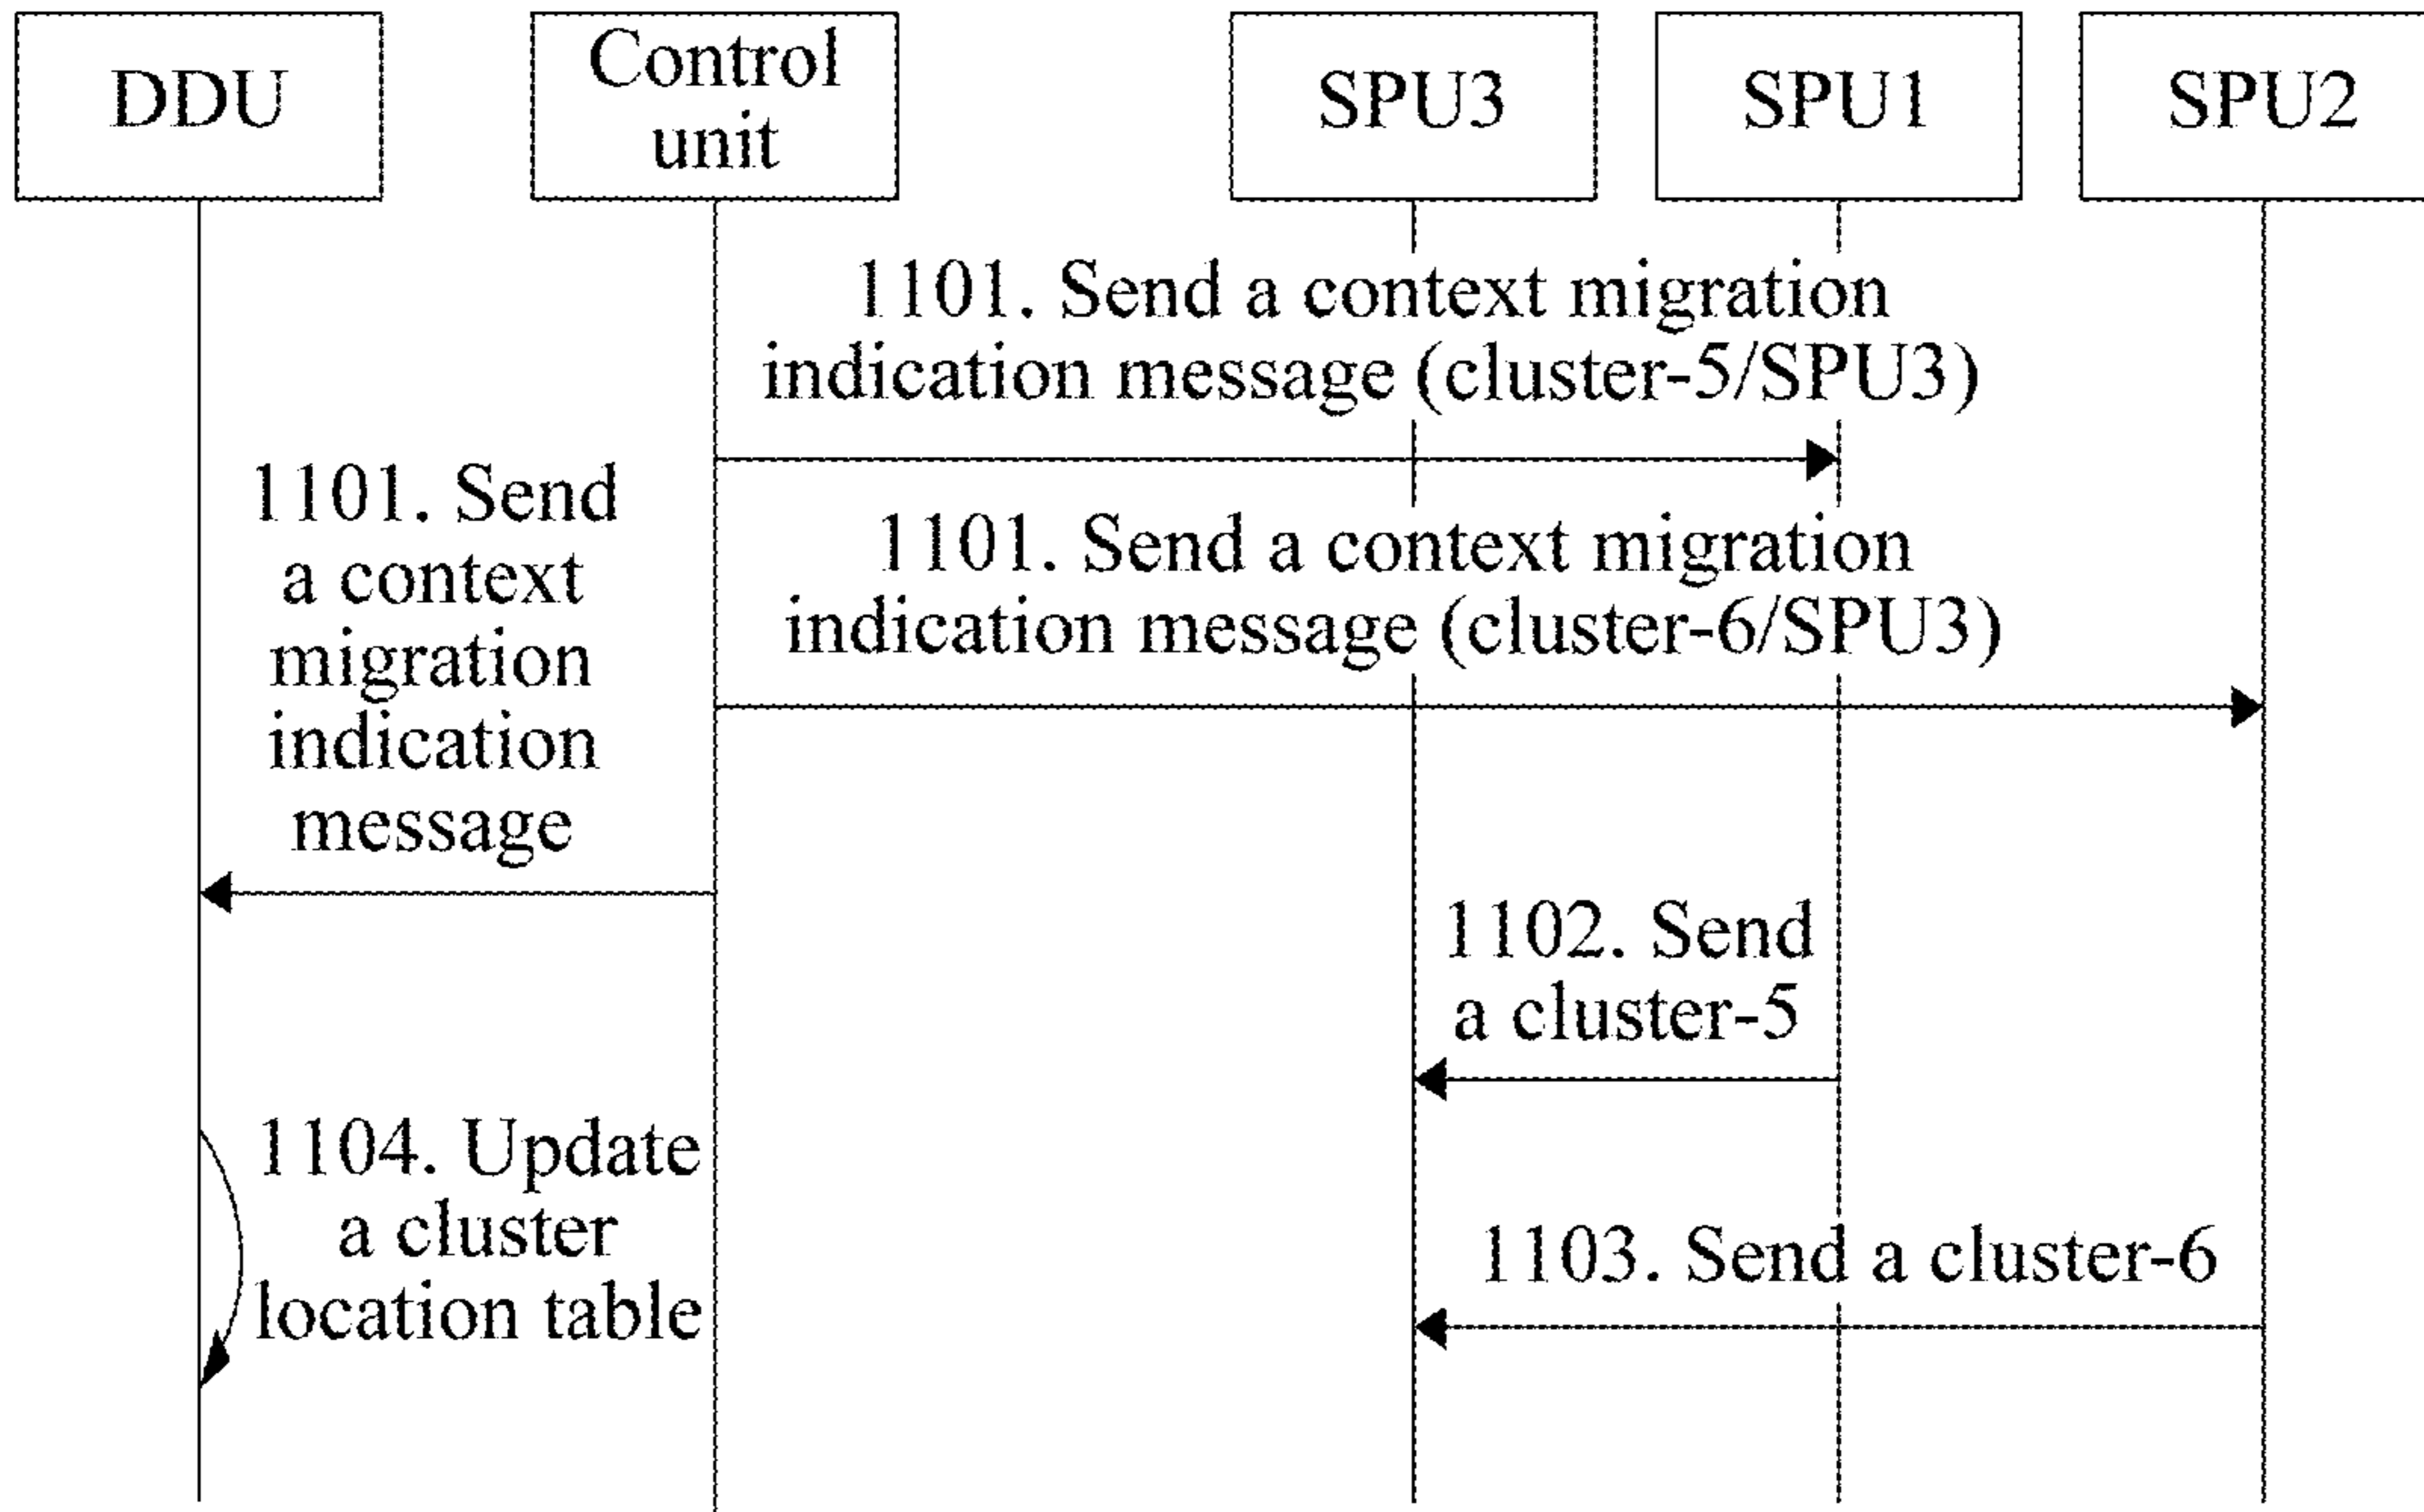 DDU
Control
unit
SPU3
SPU1
SPU2
1101. Send a context migration
indication message (cluster-5/SPU3)
1101. Send
a context
migration
indication
message
1101. Send a context migration
indication message (cluster-6/SPU3)
1102. Send
a cluster-5
1104. Update
a cluster
location table
1103. Send a cluster-6